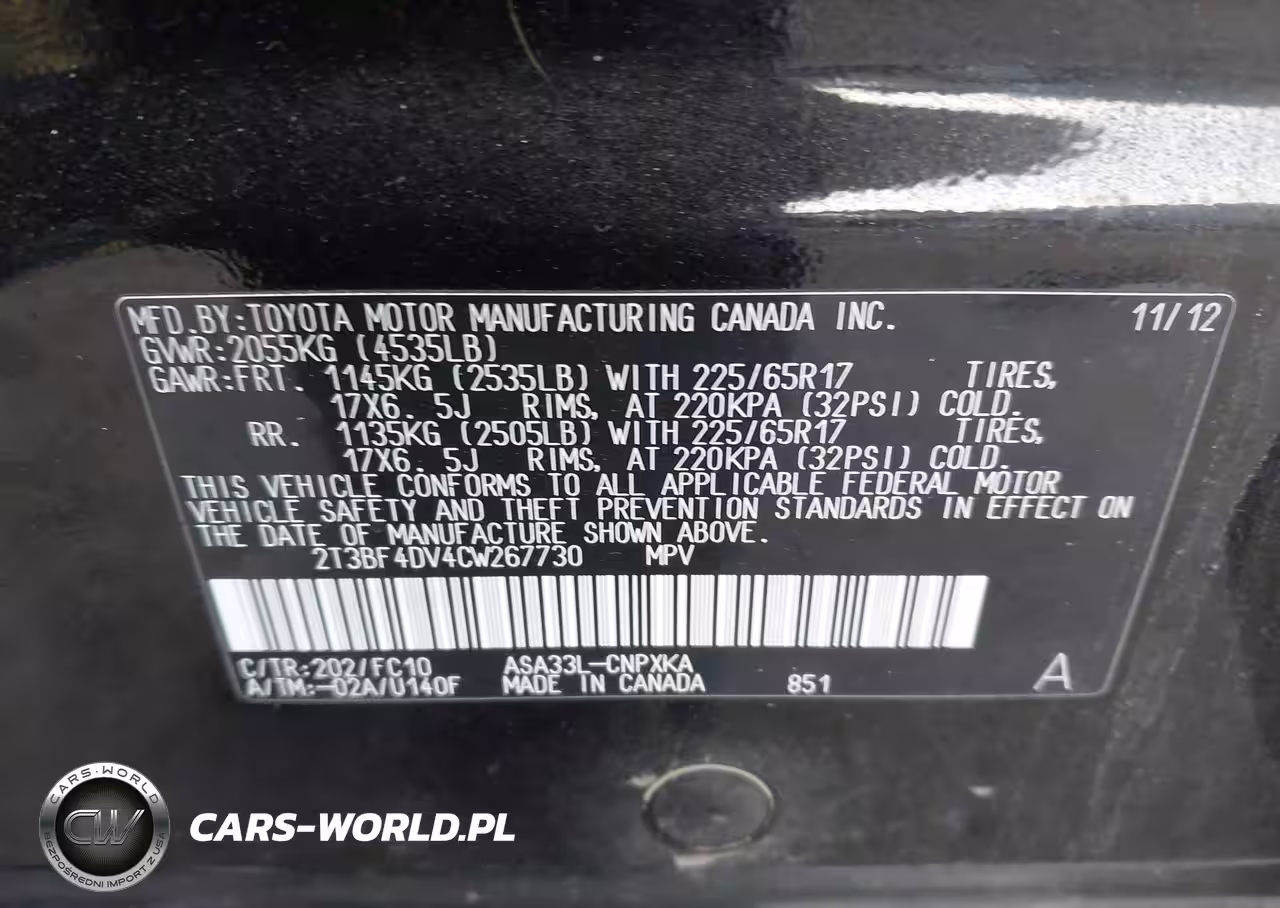 MFD.BY:TOYOTA MOTOR MANUFACTURING CANADA INC. 11/12
GVWR:2055KG (4535LB)
GAWR:FRT. 1145KG (2535LB) WITH 225/65R17 TIRES,
17X6.5J RIMS, AT 220KPA (32PSI) COLD.
RR. 1135KG (2505LB) WITH 225/65R17 TIRES,
17X6.5J RIMS, AT 220KPA (32PSI) COLD.
THIS VEHICLE CONFORMS TO ALL APPLICABLE FEDERAL MOTOR
VEHICLE SAFETY AND THEFT PREVENTION STANDARDS IN EFFECT ON
THE DATE OF MANUFACTURE SHOWN ABOVE.
2T3BF4DV4CW267730 MPV
C/TR:202/FC10 ASA33L-CNPXKA
A/TM:-02A/U140F MADE IN CANADA 851 A
CARS-WORLD
CW
BEZPOŚREDNI IMPORT Z USA
CARS-WORLD.PL